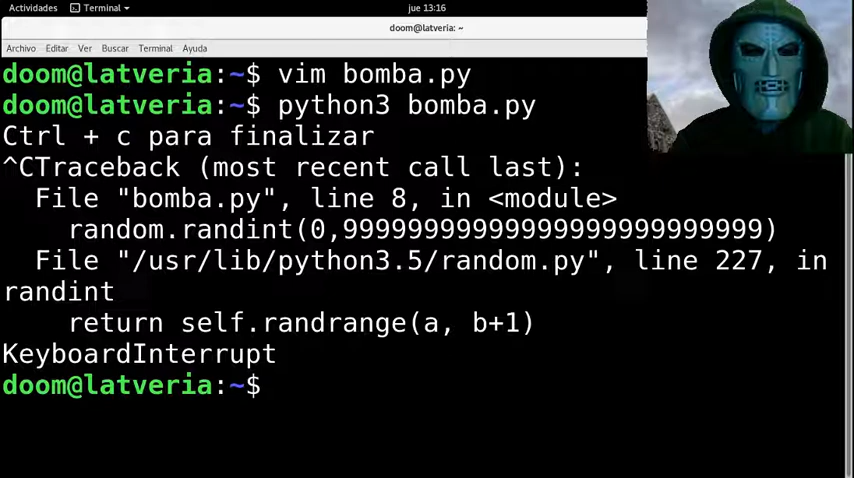 Actividades Terminal jue 13:16
doom@latveria: ~
Archivo Editar Ver Buscar Terminal Ayuda
doom@latveria:~$ vim bomba.py
doom@latveria:~$ python3 bomba.py
Ctrl + c para finalizar
^CTraceback (most recent call last):
File "bomba.py", line 8, in <module>
random.randint(0,99999999999999999999999999)
File "/usr/lib/python3.5/random.py", line 227, in
randint
return self.randrange(a, b+1)
KeyboardInterrupt
doom@latveria:~$